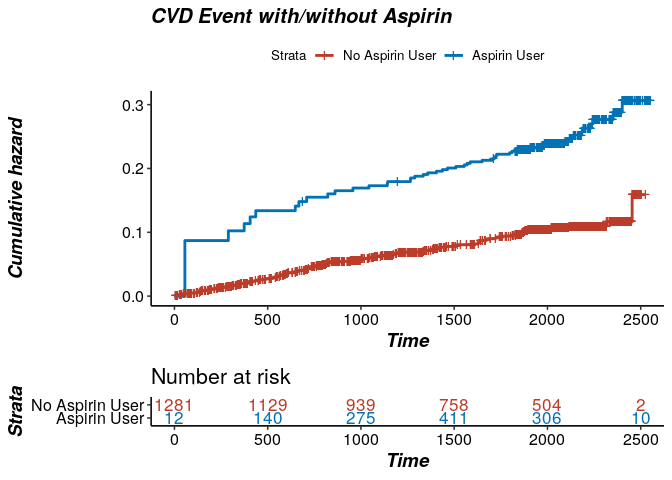 CVD Event with/without Aspirin
Strata No Aspirin User Aspirin User
Cumulative hazard
0.3
0.2
0.1
0.0
0 500 1000 1500 2000 2500
Time
Number at risk
Strata
No Aspirin User 1281 1129 939 758 504 2
Aspirin User 12 140 275 411 306 10
0 500 1000 1500 2000 2500
Time